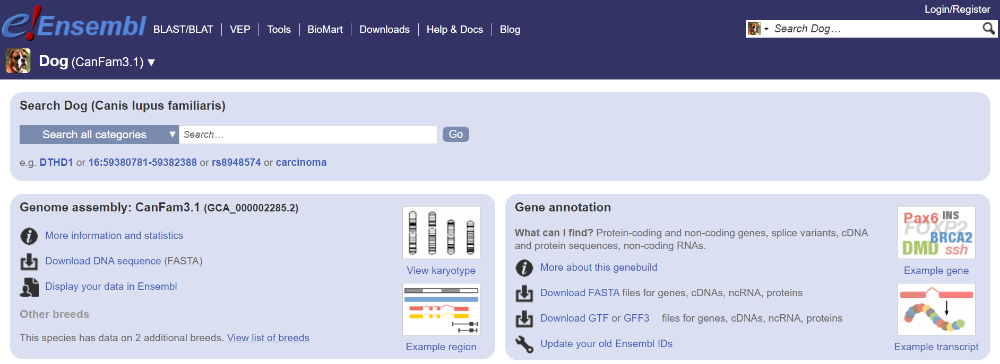 Login/Register
e!Ensembl
BLAST/BLAT VEP Tools BioMart Downloads Help & Docs Blog
Search Dog…
Dog (CanFam3.1) ▼
Search Dog (Canis lupus familiaris)
Search all categories ▼ Search… Go
e.g. DTHD1 or 16:59380781-59382388 or rs8948574 or carcinoma
Genome assembly: CanFam3.1 (GCA_000002285.2)
More information and statistics
Download DNA sequence (FASTA)
Display your data in Ensembl
Other breeds
This species has data on 2 additional breeds. View list of breeds
View karyotype
Example region
Gene annotation
What can I find? Protein-coding and non-coding genes, splice variants, cDNA
and protein sequences, non-coding RNAs.
More about this genebuild
Download FASTA files for genes, cDNAs, ncRNA, proteins
Download GTF or GFF3 files for genes, cDNAs, ncRNA, proteins
Update your old Ensembl IDs
Pax6 INS
FOXP2
BRCA2
DMD ssh
Example gene
Example transcript